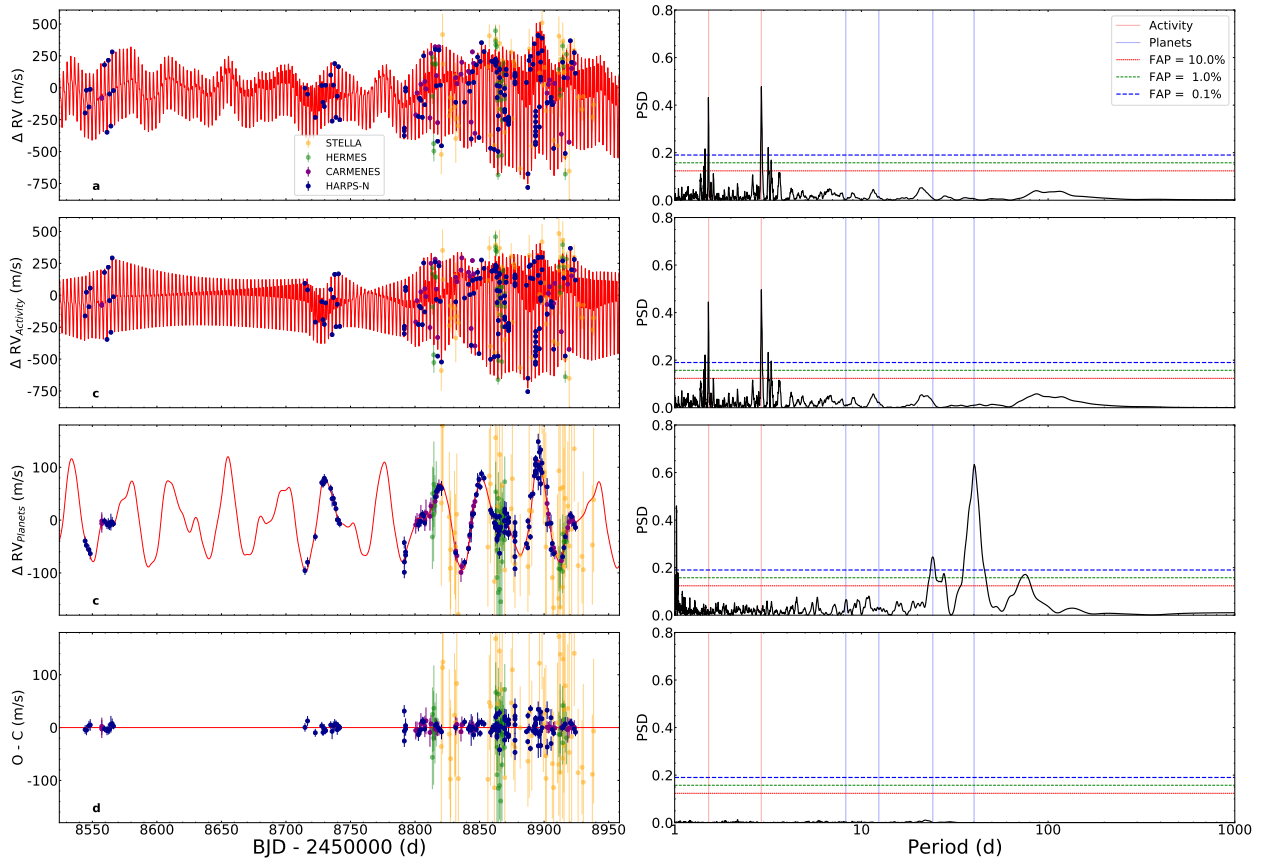 500
250
0
-250
-500
-750
Δ RV (m/s)
a
STELLA
HERMES
CARMENES
HARPS-N
0.8
0.6
0.4
0.2
0.0
PSD
Activity
Planets
FAP = 10.0%
FAP = 1.0%
FAP = 0.1%
500
250
0
-250
-500
-750
Δ RV_Activity (m/s)
c
0.8
0.6
0.4
0.2
0.0
PSD
100
0
-100
Δ RV_Planets (m/s)
c
0.8
0.6
0.4
0.2
0.0
PSD
100
0
-100
O - C (m/s)
d
8550 8600 8650 8700 8750 8800 8850 8900 8950
BJD - 2450000 (d)
0.8
0.6
0.4
0.2
0.0
PSD
1 10 100 1000
Period (d)